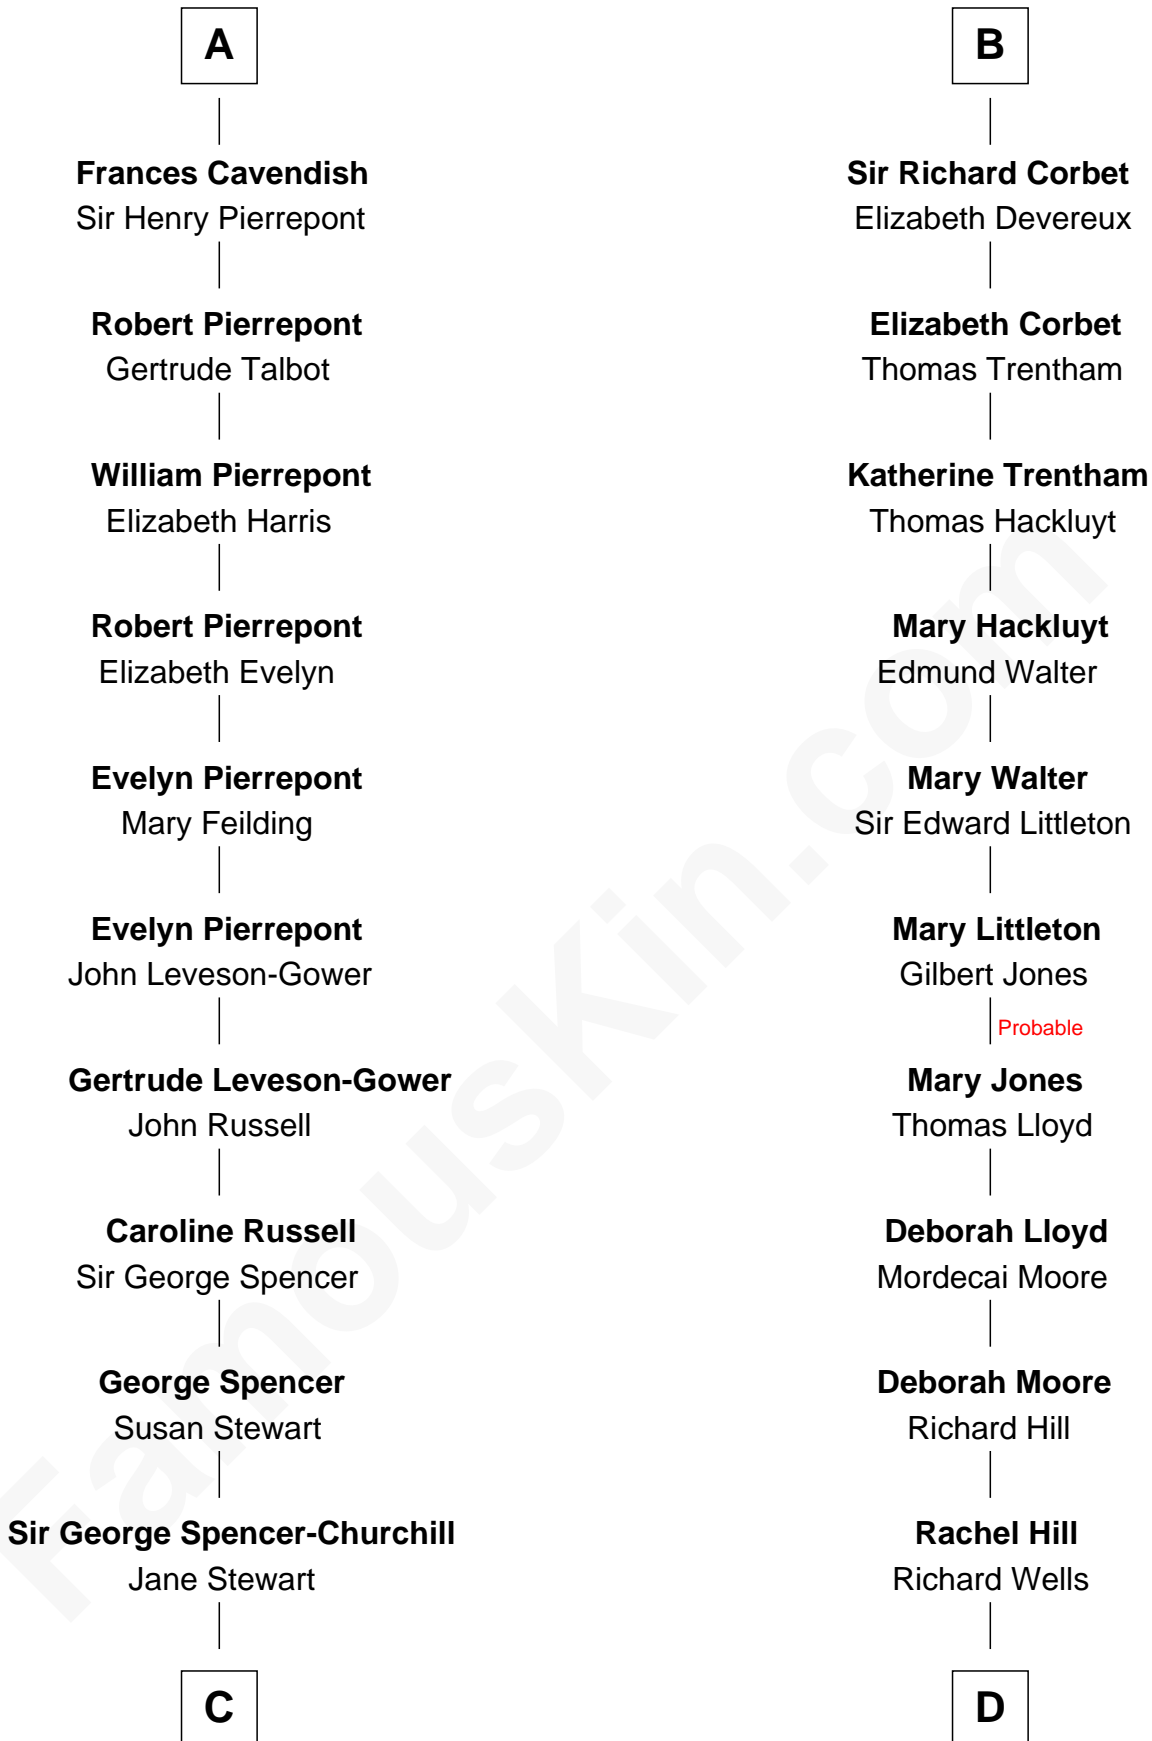 A
Frances Cavendish
Sir Henry Pierrepont
Robert Pierrepont
Gertrude Talbot
William Pierrepont
Elizabeth Harris
Robert Pierrepont
Elizabeth Evelyn
Evelyn Pierrepont
Mary Feilding
Evelyn Pierrepont
John Leveson-Gower
Gertrude Leveson-Gower
John Russell
Caroline Russell
Sir George Spencer
George Spencer
Susan Stewart
Sir George Spencer-Churchill
Jane Stewart
C
B
Sir Richard Corbet
Elizabeth Devereux
Elizabeth Corbet
Thomas Trentham
Katherine Trentham
Thomas Hackluyt
Mary Hackluyt
Edmund Walter
Mary Walter
Sir Edward Littleton
Mary Littleton
Gilbert Jones
Probable
Mary Jones
Thomas Lloyd
Deborah Lloyd
Mordecai Moore
Deborah Moore
Richard Hill
Rachel Hill
Richard Wells
D
FamousKin.com